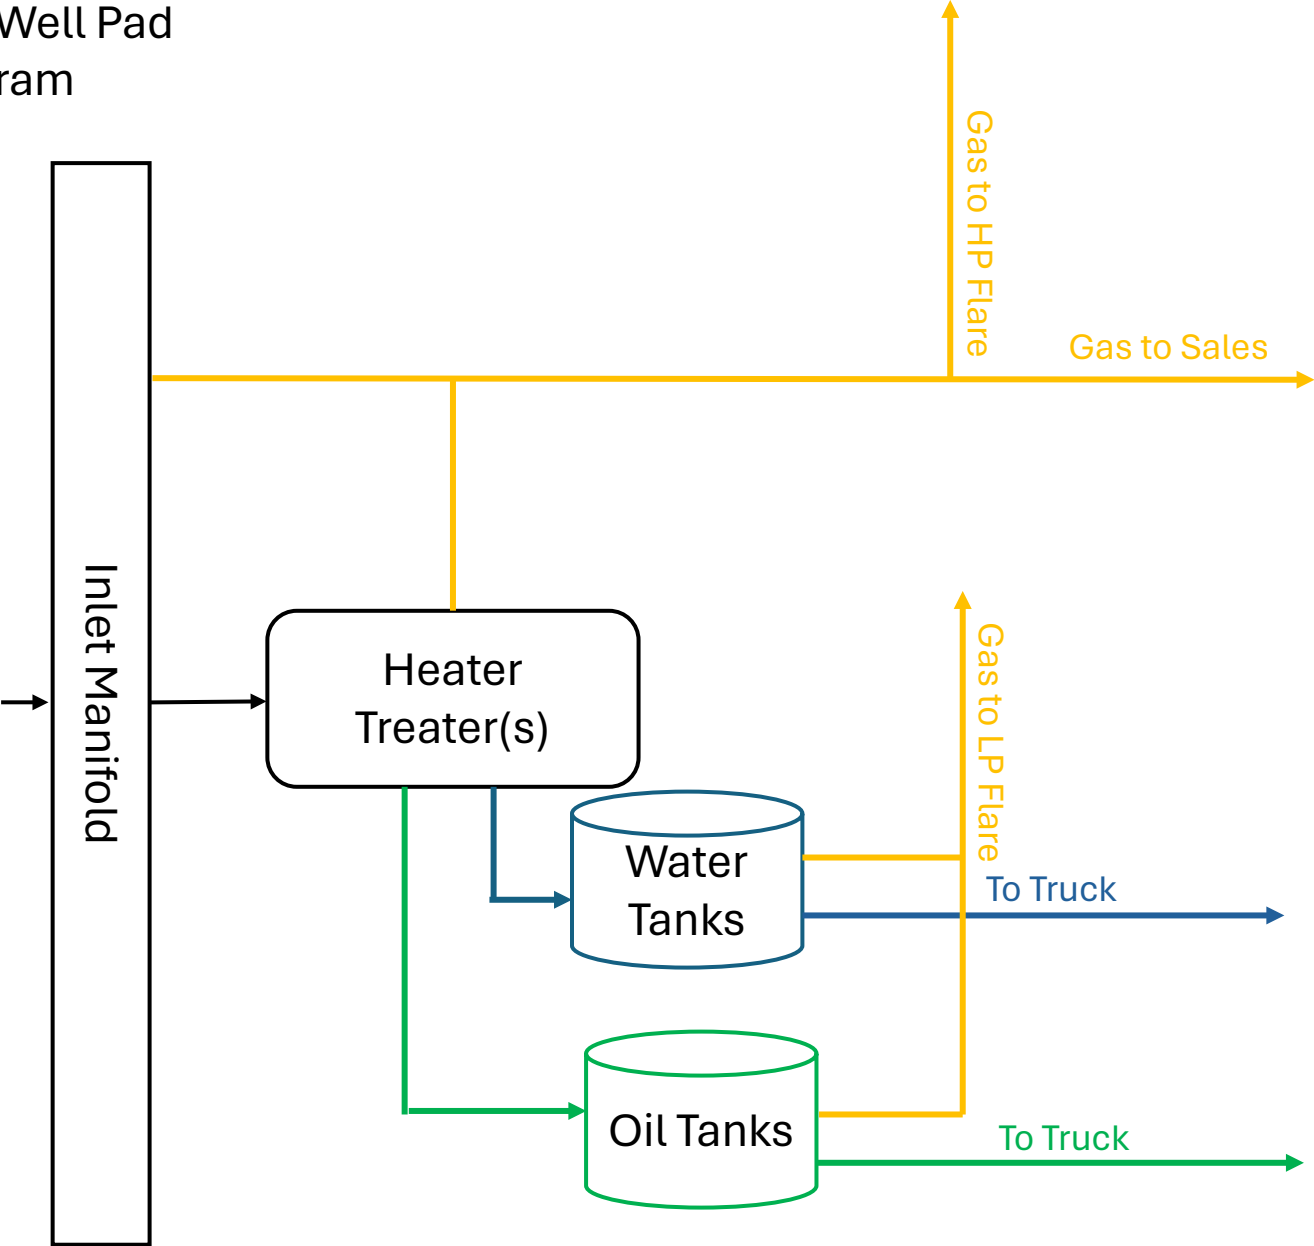 Well Pad
ram
Gas to HP Flare
Gas to Sales
Inlet Manifold
Heater
Treater(s)
Gas to LP Flare
Water
Tanks
To Truck
Oil Tanks
To Truck